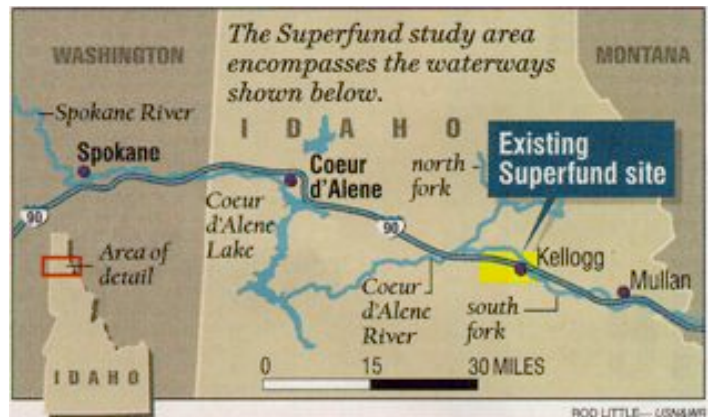 The Superfund study area
encompasses the waterways
shown below.
WASHINGTON
MONTANA
Spokane River
I D A H O
Spokane
Coeur
d'Alene
north
fork
Existing
Superfund site
90
Coeur
d'Alene
Lake
90
Area of
detail
Kellogg
Mullan
Coeur
d'Alene
River
south
fork
IDAHO
0 15 30 MILES
ROD LITTLE—USN&WR